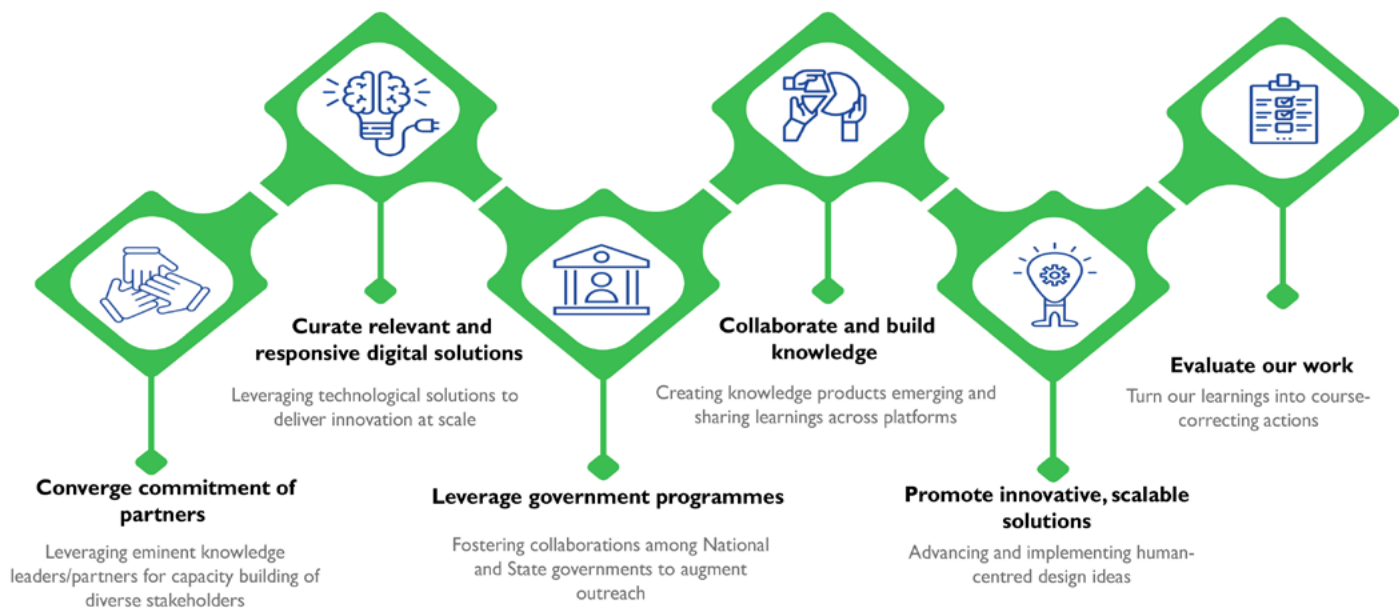 Converge commitment of
partners
Leveraging eminent knowledge
leaders/partners for capacity building of
diverse stakeholders
Curate relevant and
responsive digital solutions
Leveraging technological solutions to
deliver innovation at scale
Leverage government programmes
Fostering collaborations among National
and State governments to augment
outreach
Collaborate and build
knowledge
Creating knowledge products emerging and
sharing learnings across platforms
Promote innovative, scalable
solutions
Advancing and implementing human-
centred design ideas
Evaluate our work
Turn our learnings into course-
correcting actions